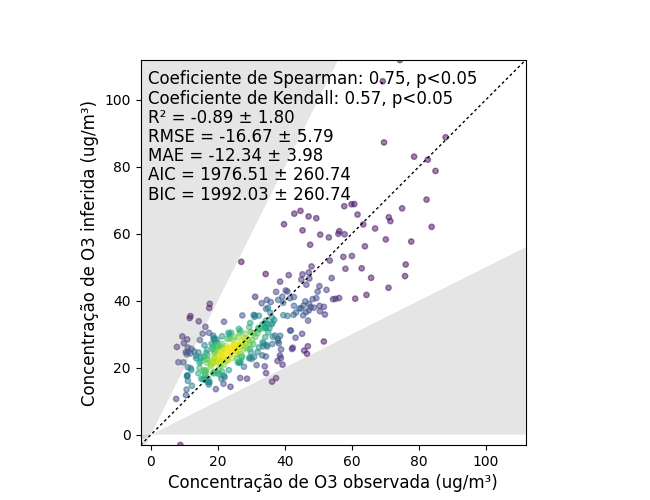 Coeficiente de Spearman: 0.75, p<0.05
Coeficiente de Kendall: 0.57, p<0.05
R² = -0.89 ± 1.80
RMSE = -16.67 ± 5.79
MAE = -12.34 ± 3.98
AIC = 1976.51 ± 260.74
BIC = 1992.03 ± 260.74
Concentração de O3 inferida (ug/m³)
100
80
60
40
20
0
0 20 40 60 80 100
Concentração de O3 observada (ug/m³)